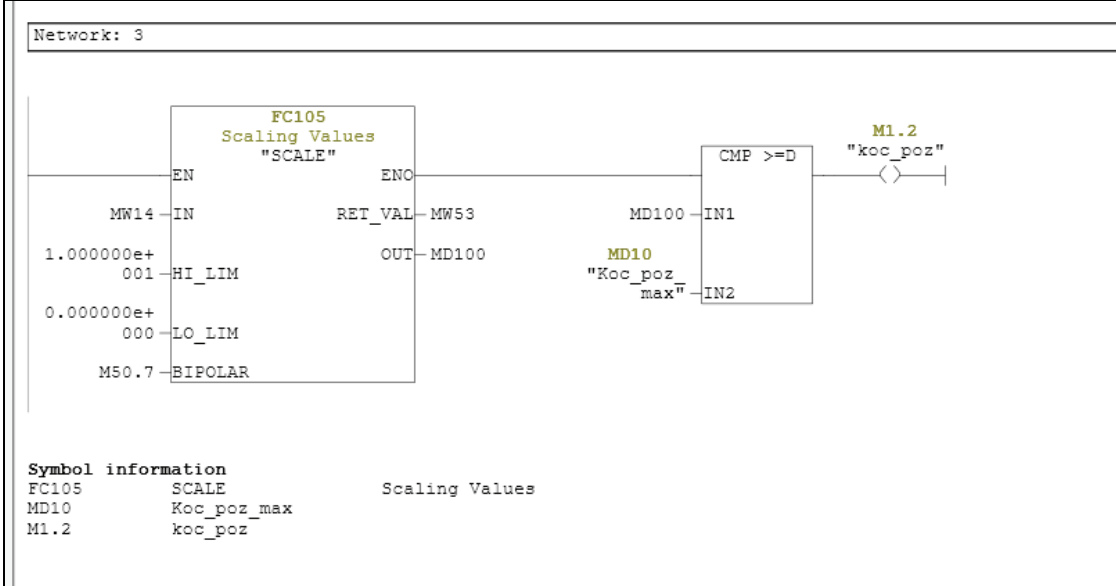 Network: 3
FC105
Scaling Values
"SCALE"
EN ENO
MW14 IN RET_VAL MW53
1.000000e+
001 HI_LIM OUT MD100
0.000000e+
000 LO_LIM
M50.7 BIPOLAR
CMP >=D
MD100 IN1
MD10
"Koc_poz_
max" IN2
M1.2
"koc_poz"
( )
Symbol information
FC105 SCALE Scaling Values
MD10 Koc_poz_max
M1.2 koc_poz